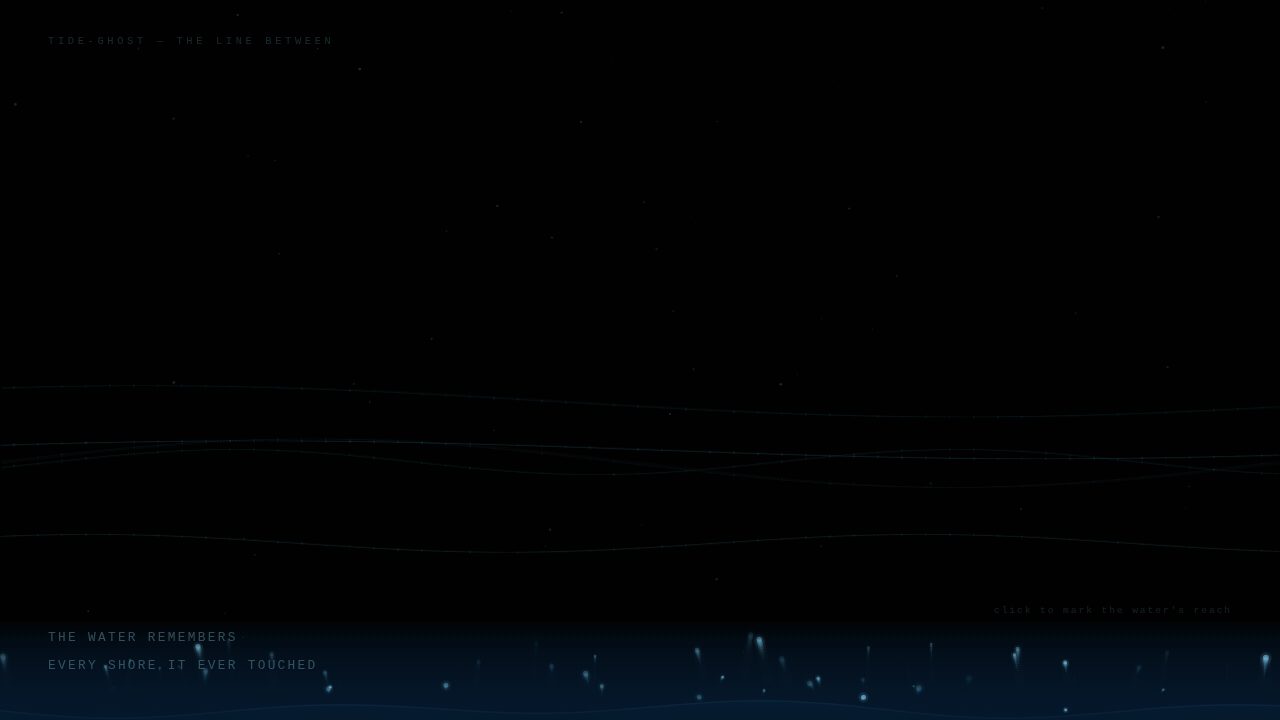 TIDE-GHOST — THE LINE BETWEEN
click to mark the water's reach
THE WATER REMEMBERS
EVERY SHORE IT EVER TOUCHED